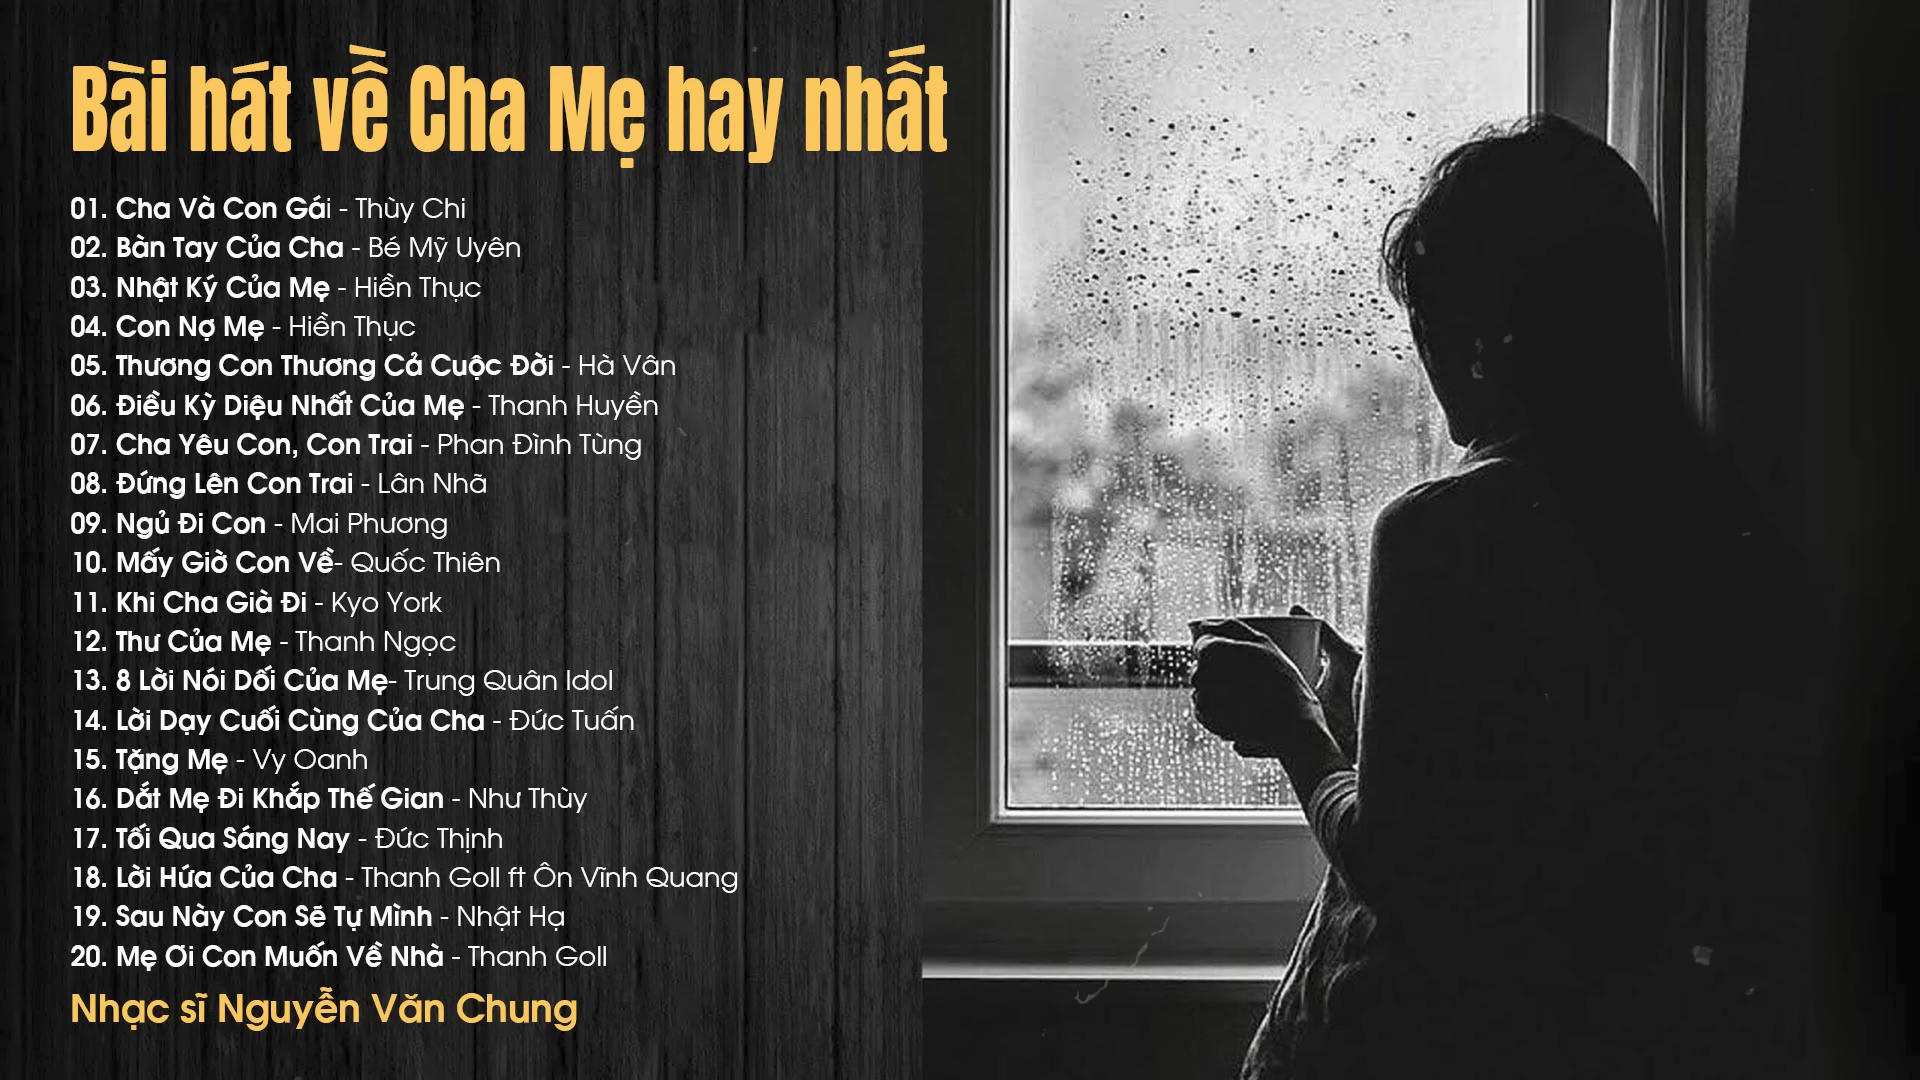 Bài hát về Cha Mẹ hay nhất
01. Cha Và Con Gái - Thùy Chi
02. Bàn Tay Của Cha - Bé Mỹ Uyên
03. Nhật Ký Của Mẹ - Hiền Thục
04. Con Nợ Mẹ - Hiền Thục
05. Thương Con Thương Cả Cuộc Đời - Hà Vân
06. Điều Kỳ Diệu Nhất Của Mẹ - Thanh Huyền
07. Cha Yêu Con, Con Trai - Phan Đình Tùng
08. Đứng Lên Con Trai - Lân Nhã
09. Ngủ Đi Con - Mai Phương
10. Mấy Giờ Con Về- Quốc Thiên
11. Khi Cha Già Đi - Kyo York
12. Thư Của Mẹ - Thanh Ngọc
13. 8 Lời Nói Dối Của Mẹ- Trung Quân Idol
14. Lời Dạy Cuối Cùng Của Cha - Đức Tuấn
15. Tặng Mẹ - Vy Oanh
16. Dắt Mẹ Đi Khắp Thế Gian - Như Thùy
17. Tối Qua Sáng Nay - Đức Thịnh
18. Lời Hứa Của Cha - Thanh Goll ft Ôn Vĩnh Quang
19. Sau Này Con Sẽ Tự Mình - Nhật Hạ
20. Mẹ Ơi Con Muốn Về Nhà - Thanh Goll
Nhạc sĩ Nguyễn Văn Chung